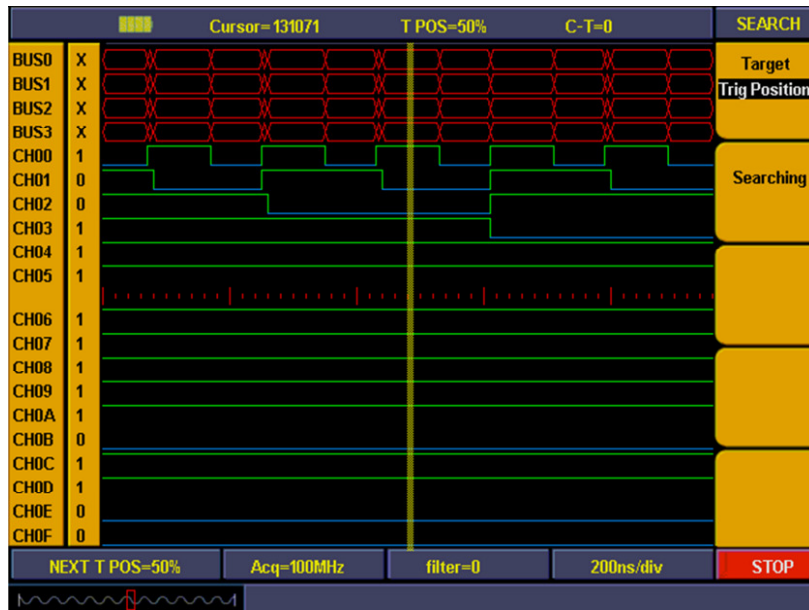 Cursor=131071 T POS=50% C-T=0 SEARCH
BUS0 X
BUS1 X
BUS2 X
BUS3 X
CH00 1
CH01 0
CH02 0
CH03 1
CH04 1
CH05 1
CH06 1
CH07 1
CH08 1
CH09 1
CH0A 1
CH0B 0
CH0C 1
CH0D 1
CH0E 0
CH0F 0
Target
Trig Position
Searching
NEXT T POS=50% Acq=100MHz filter=0 200ns/div STOP